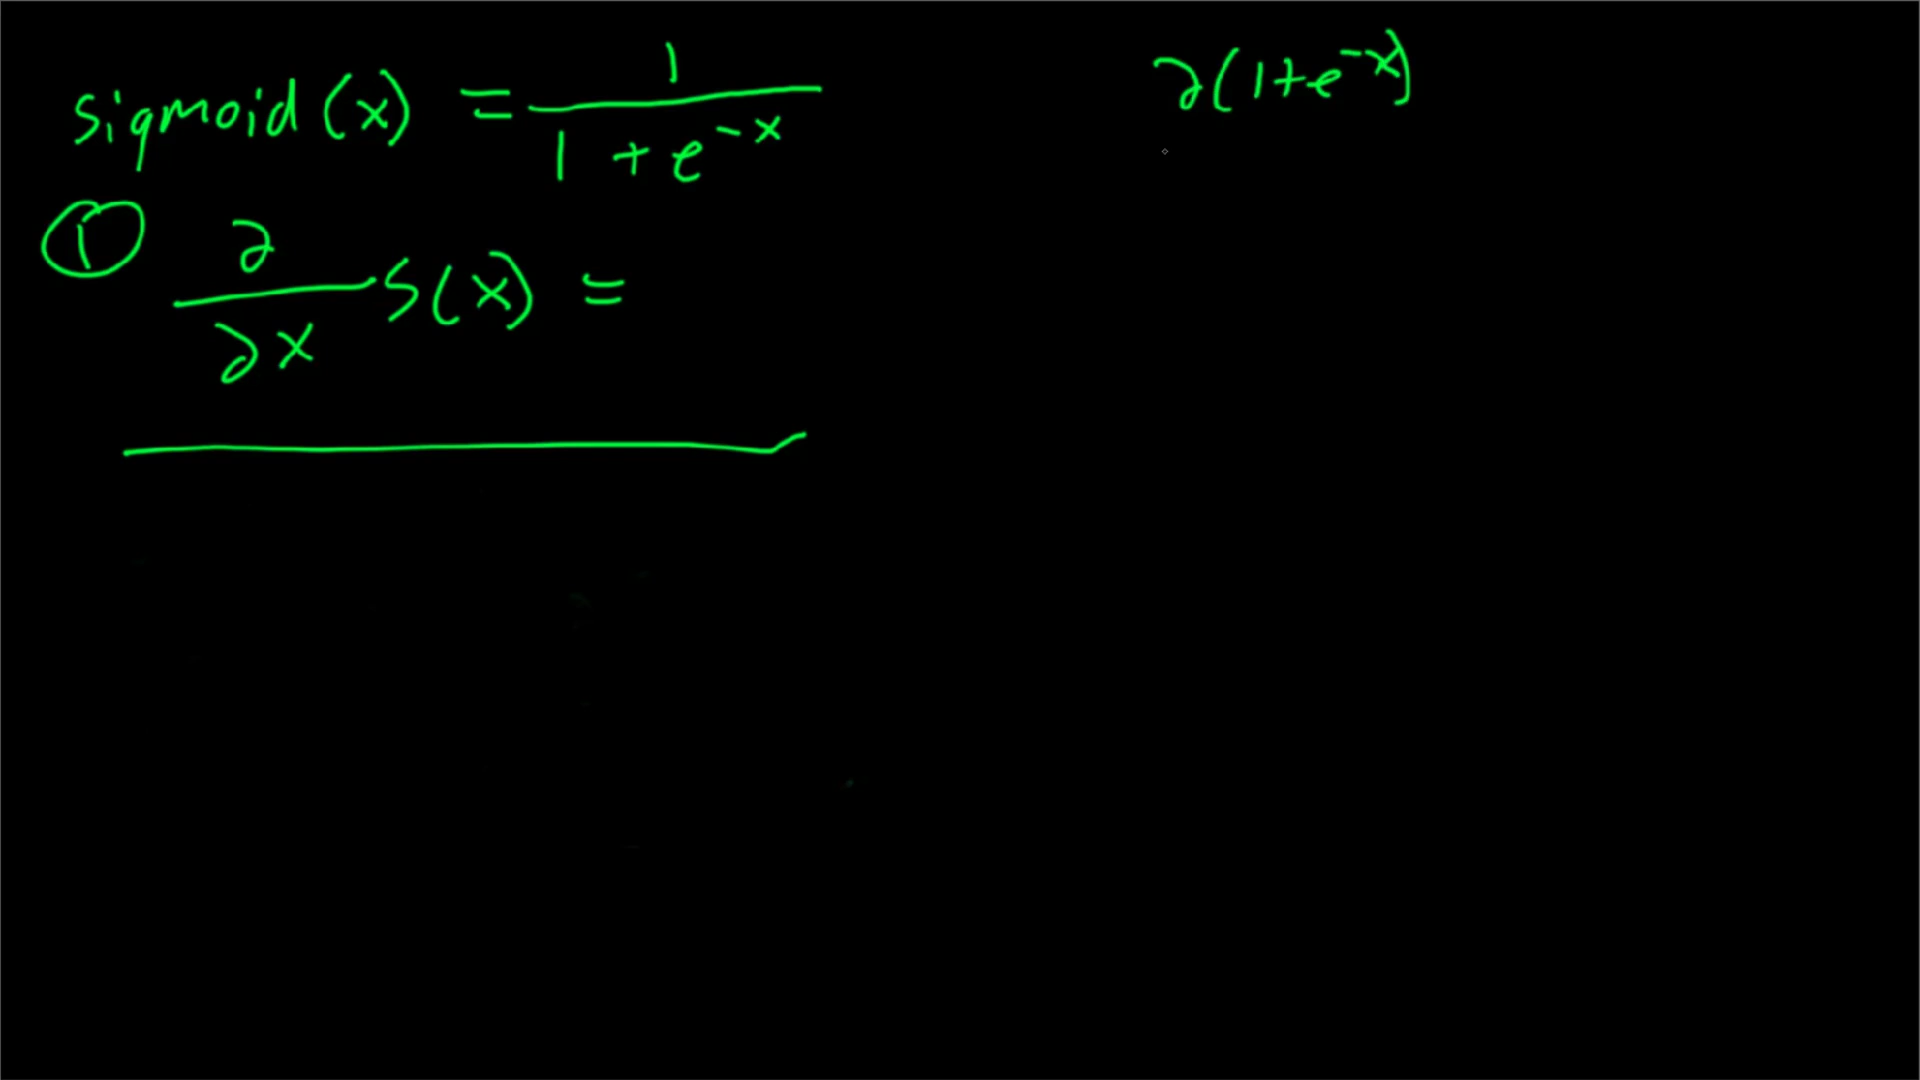 sigmoid(x) = 1 / (1 + e^-x)
① ∂/∂x S(x) =
∂(1+e^-x)